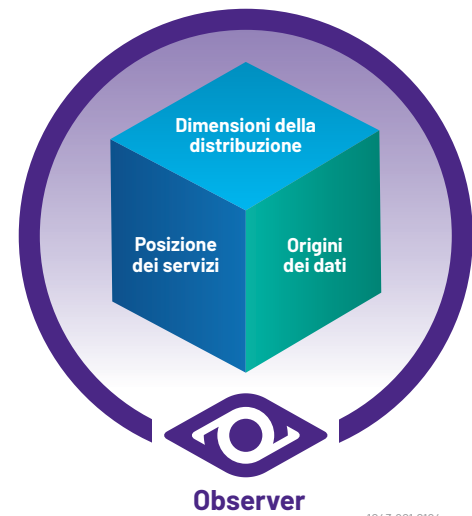 Dimensioni della
distribuzione
Posizione
dei servizi
Origini
dei dati
Observer